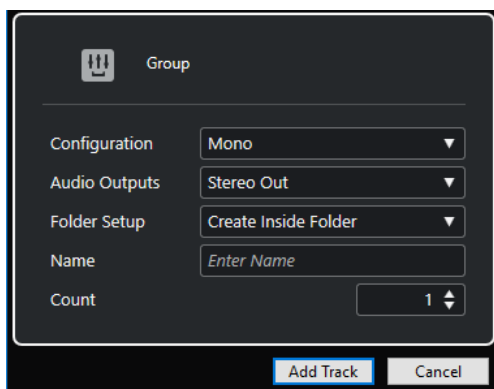 Group
Configuration Mono
Audio Outputs Stereo Out
Folder Setup Create Inside Folder
Name Enter Name
Count 1
Add Track Cancel